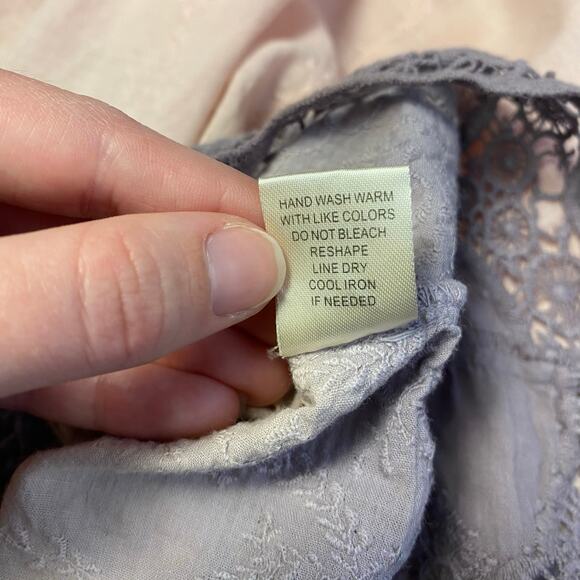 HAND WASH WARM
WITH LIKE COLORS
DO NOT BLEACH
RESHAPE
LINE DRY
COOL IRON
IF NEEDED